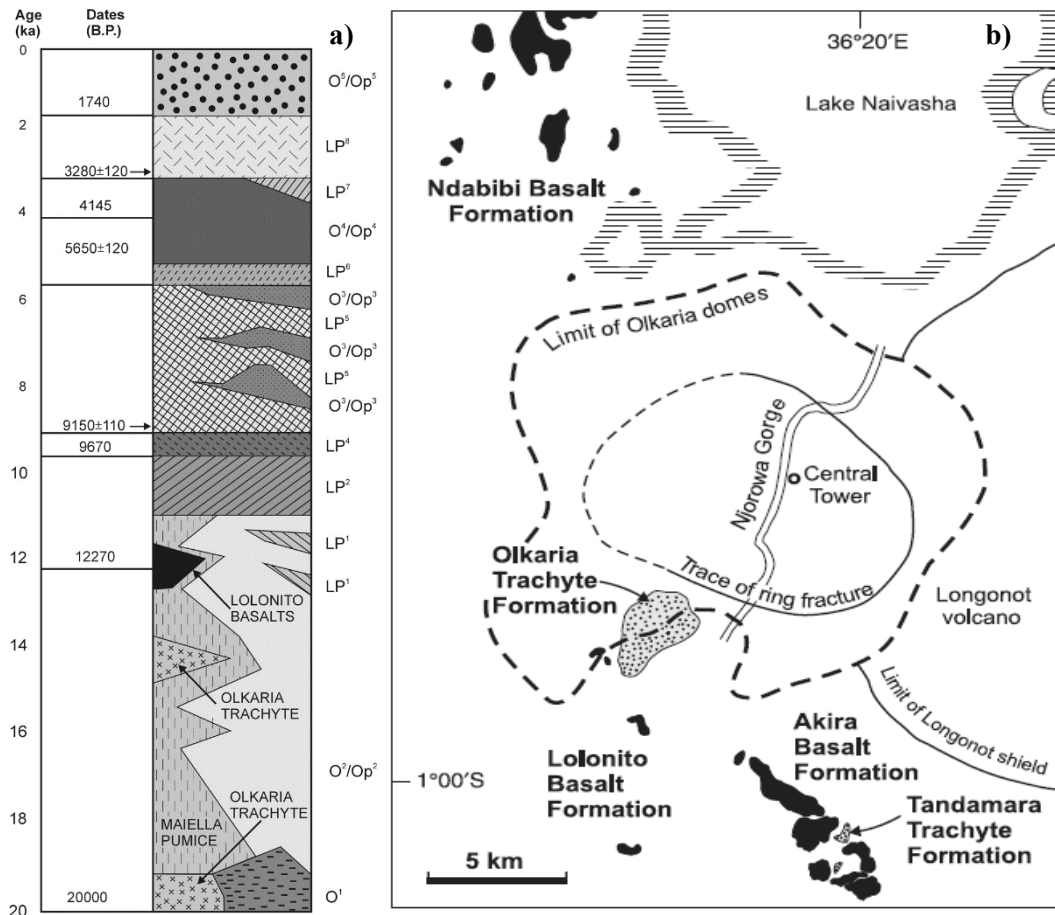 Age
(ka)
Dates
(B.P.)
a)
0
2
4
6
8
10
12
14
16
18
20
1740
3280±120
4145
5650±120
9150±110
9670
12270
20000
LOLONITO
BASALTS
OLKARIA
TRACHYTE
OLKARIA
TRACHYTE
MAIELLA
PUMICE
O⁵/Op⁵
LP⁸
LP⁷
O⁴/Op⁴
LP⁶
O³/Op³
LP⁵
O³/Op³
LP⁵
O³/Op³
LP⁴
LP²
LP¹
LP¹
O²/Op²
O¹
b)
36°20′E
Lake Naivasha
Ndabibi Basalt
Formation
Limit of Olkaria domes
Njorowa Gorge
Central
Tower
Olkaria
Trachyte
Formation
Trace of ring fracture
Longonot
volcano
Limit of Longonot shield
Lolonito
Basalt
Formation
Akira
Basalt
Formation
1°00′S
Tandamara
Trachyte
Formation
5 km